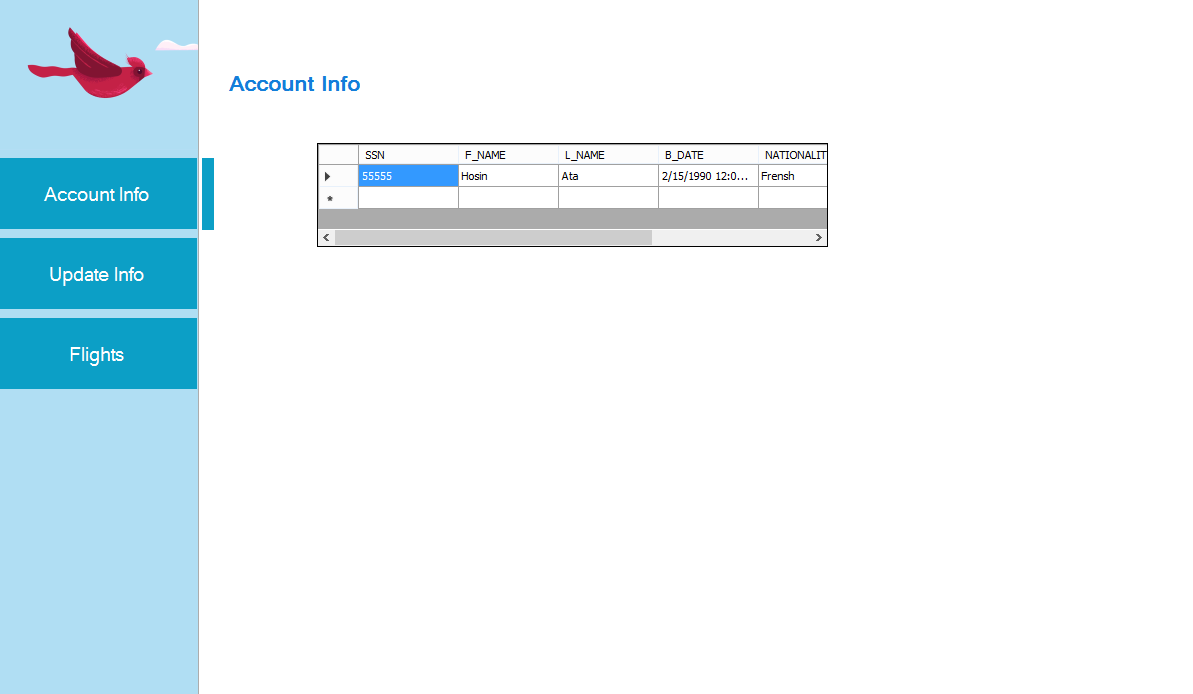 Account Info
Account Info
Update Info
Flights
SSN F_NAME L_NAME B_DATE NATIONALIT
55555 Hosin Ata 2/15/1990 12:0... Frensh